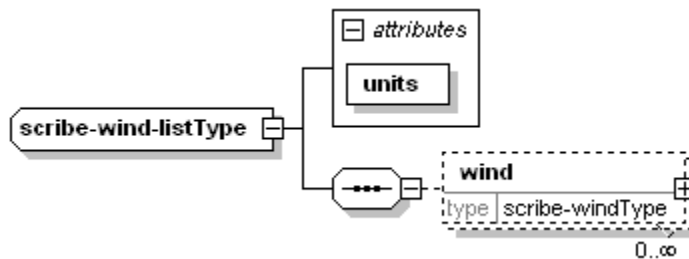 attributes
units
scribe-wind-listType
wind
type scribe-windType
0..∞